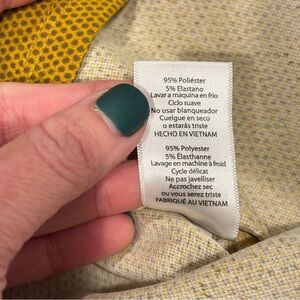 95% Poliéster
5% Elastano
Lavar a máquina en frio
Ciclo suave
No usar blanqueador
Cuelgue en seco
o estarás triste
HECHO EN VIETNAM
95% Polyester
5% Élasthanne
Lavage en machine à froid
Cycle délicat
Ne pas javelliser
Accrochez sec
ou vous serez triste
FABRIQUÉ AU VIETNAM